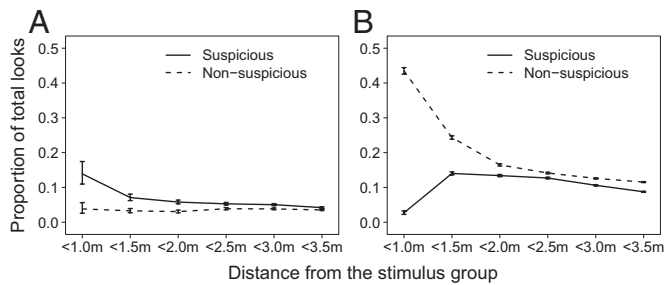 A
B
Proportion of total looks
0.5
0.4
0.3
0.2
0.1
0.0
Suspicious
Non−suspicious
<1.0m <1.5m <2.0m <2.5m <3.0m <3.5m
0.5
0.4
0.3
0.2
0.1
0.0
Suspicious
Non−suspicious
<1.0m <1.5m <2.0m <2.5m <3.0m <3.5m
Distance from the stimulus group